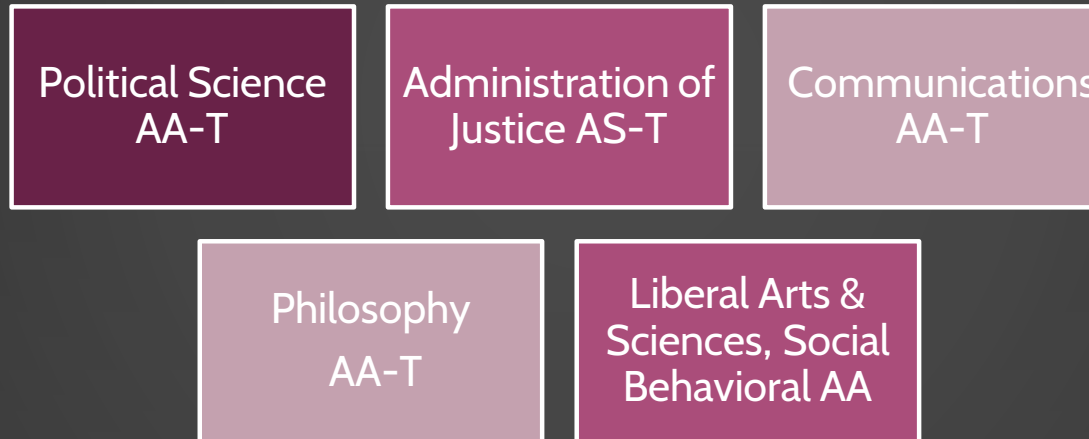 Political Science
AA-T
Administration of
Justice AS-T
Communications
AA-T
Philosophy
AA-T
Liberal Arts &
Sciences, Social
Behavioral AA